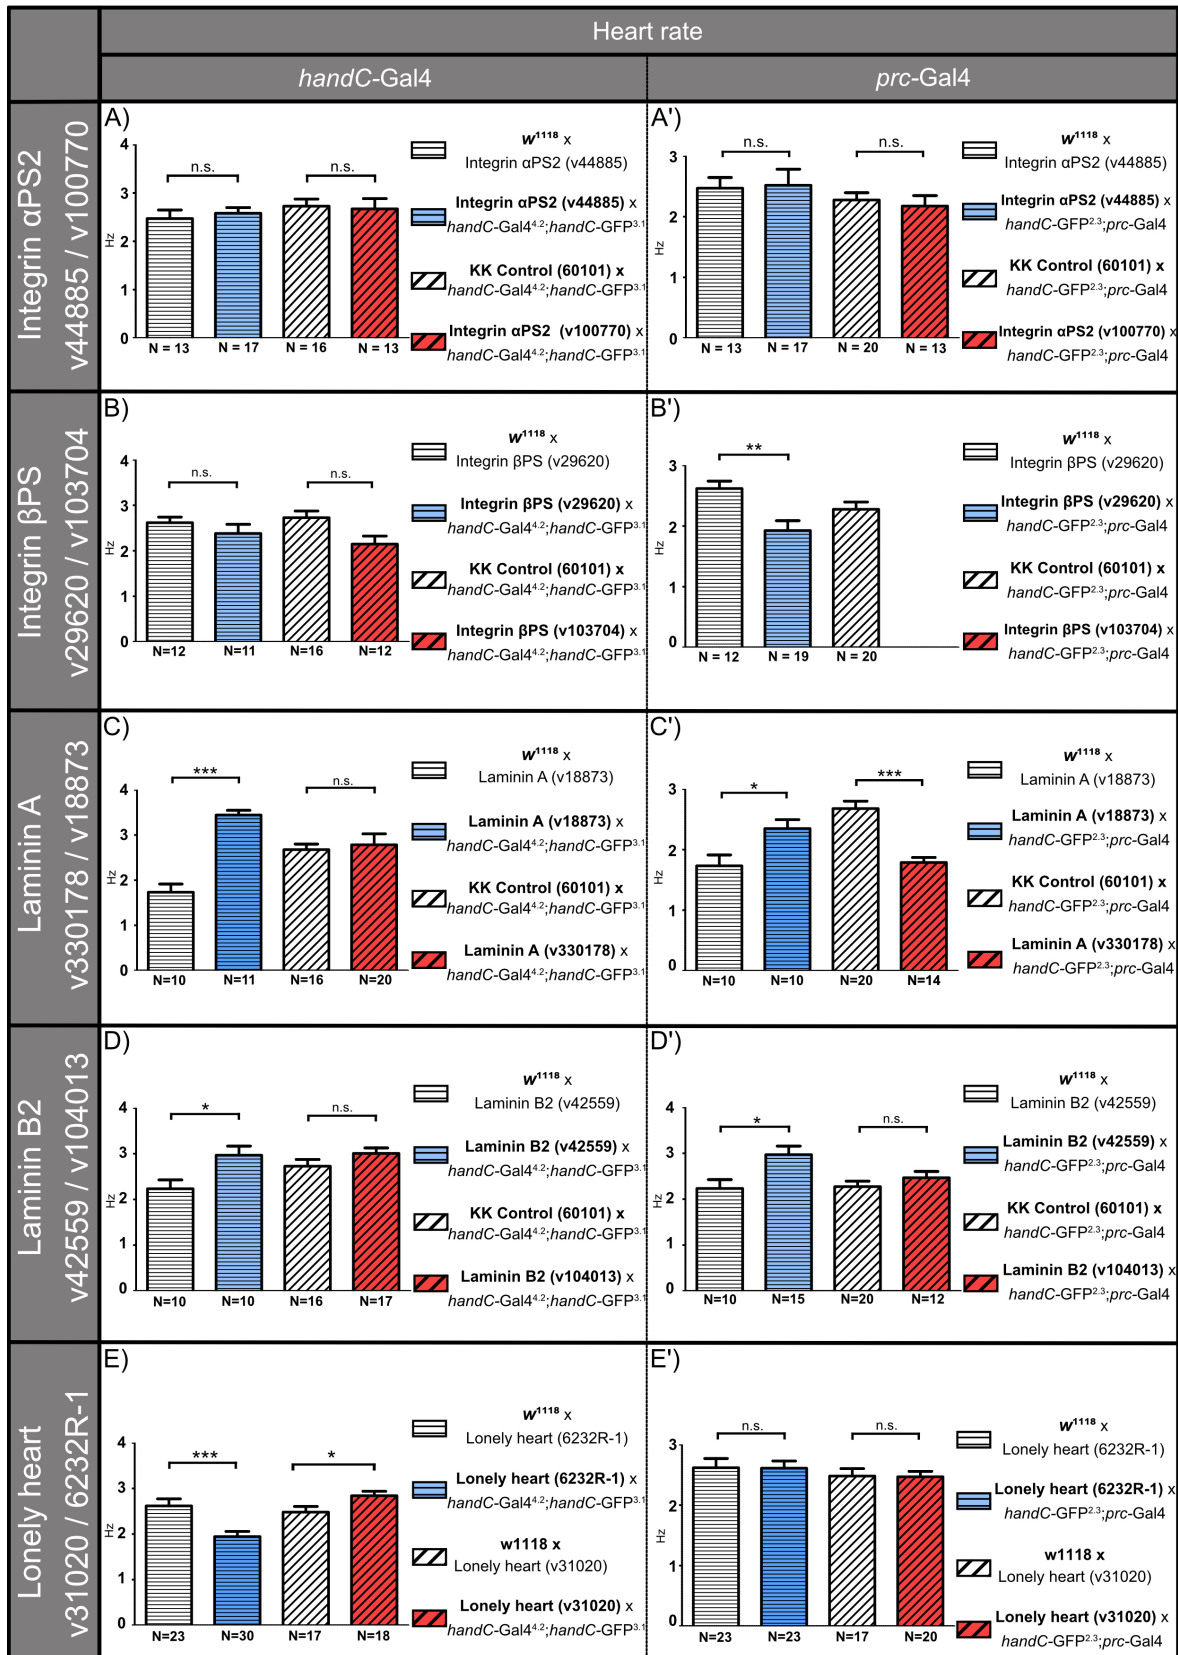 Heart rate
handC-Gal4
prc-Gal4
Integrin αPS2
v44885 / v100770
A)
4
3
2
1
0
Hz
n.s.
n.s.
N = 13
N = 17
N = 16
N = 13
w1118 x
Integrin αPS2 (v44885)
Integrin αPS2 (v44885) x
handC-Gal44.2;handC-GFP3.1
KK Control (60101) x
handC-Gal44.2;handC-GFP3.1
Integrin αPS2 (v100770) x
handC-Gal44.2;handC-GFP3.1
A')
3
2
1
0
Hz
n.s.
n.s.
N = 13
N = 17
N = 20
N = 13
w1118 x
Integrin αPS2 (v44885)
Integrin αPS2 (v44885) x
handC-GFP2.3;prc-Gal4
KK Control (60101) x
handC-GFP2.3;prc-Gal4
Integrin αPS2 (v100770) x
handC-GFP2.3;prc-Gal4
Integrin βPS
v29620 / v103704
B)
4
3
2
1
0
Hz
n.s.
n.s.
N=12
N=11
N=16
N=12
w1118 x
Integrin βPS (v29620)
Integrin βPS (v29620) x
handC-Gal44.2;handC-GFP3.1
KK Control (60101) x
handC-Gal44.2;handC-GFP3.1
Integrin βPS (v103704) x
handC-Gal44.2;handC-GFP3.1
B')
3
2
1
0
Hz
**
N = 12
N = 19
N = 20
w1118 x
Integrin βPS (v29620)
Integrin βPS (v29620) x
handC-GFP2.3;prc-Gal4
KK Control (60101) x
handC-GFP2.3;prc-Gal4
Integrin βPS (v103704) x
handC-GFP2.3;prc-Gal4
Laminin A
v330178 / v18873
C)
4
3
2
1
0
Hz
***
n.s.
N=10
N=11
N=16
N=20
w1118 x
Laminin A (v18873)
Laminin A (v18873) x
handC-Gal44.2;handC-GFP3.1
KK Control (60101) x
handC-Gal44.2;handC-GFP3.1
Laminin A (v330178) x
handC-Gal44.2;handC-GFP3.1
C')
3
2
1
0
Hz
*
***
N=10
N=10
N=20
N=14
w1118 x
Laminin A (v18873)
Laminin A (v18873) x
handC-GFP2.3;prc-Gal4
KK Control (60101) x
handC-GFP2.3;prc-Gal4
Laminin A (v330178) x
handC-GFP2.3;prc-Gal4
Laminin B2
v42559 / v104013
D)
4
3
2
1
0
Hz
*
n.s.
N=10
N=10
N=16
N=17
w1118 x
Laminin B2 (v42559)
Laminin B2 (v42559) x
handC-Gal44.2;handC-GFP3.1
KK Control (60101) x
handC-Gal44.2;handC-GFP3.1
Laminin B2 (v104013) x
handC-Gal44.2;handC-GFP3.1
D')
4
3
2
1
0
Hz
*
n.s.
N=10
N=15
N=20
N=12
w1118 x
Laminin B2 (v42559)
Laminin B2 (v42559) x
handC-GFP2.3;prc-Gal4
KK Control (60101) x
handC-GFP2.3;prc-Gal4
Laminin B2 (v104013) x
handC-GFP2.3;prc-Gal4
Lonely heart
v31020 / 6232R-1
E)
4
3
2
1
0
Hz
***
*
N=23
N=30
N=17
N=18
w1118 x
Lonely heart (6232R-1)
Lonely heart (6232R-1) x
handC-Gal44.2;handC-GFP3.1
w1118 x
Lonely heart (v31020)
Lonely heart (v31020) x
handC-Gal44.2;handC-GFP3.1
E')
3
2
1
0
Hz
n.s.
n.s.
N=23
N=23
N=17
N=20
w1118 x
Lonely heart (6232R-1)
Lonely heart (6232R-1) x
handC-GFP2.3;prc-Gal4
w1118 x
Lonely heart (v31020)
Lonely heart (v31020) x
handC-GFP2.3;prc-Gal4